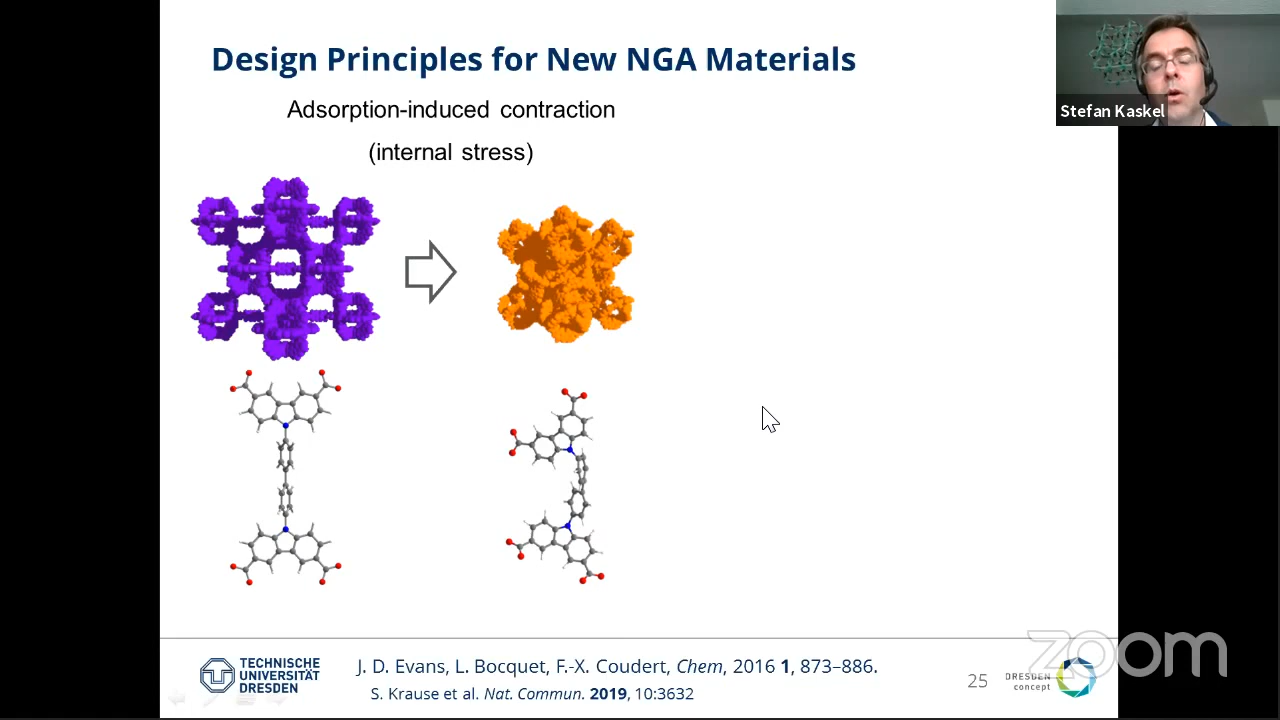 Design Principles for New NGA Materials
Stefan Kaskel
Adsorption-induced contraction
(internal stress)
TECHNISCHE
UNIVERSITÄT
DRESDEN
J. D. Evans, L. Bocquet, F.-X. Coudert, Chem, 2016 1, 873–886.
S. Krause et al. Nat. Commun. 2019, 10:3632
25
DRESDEN
concept
zoom